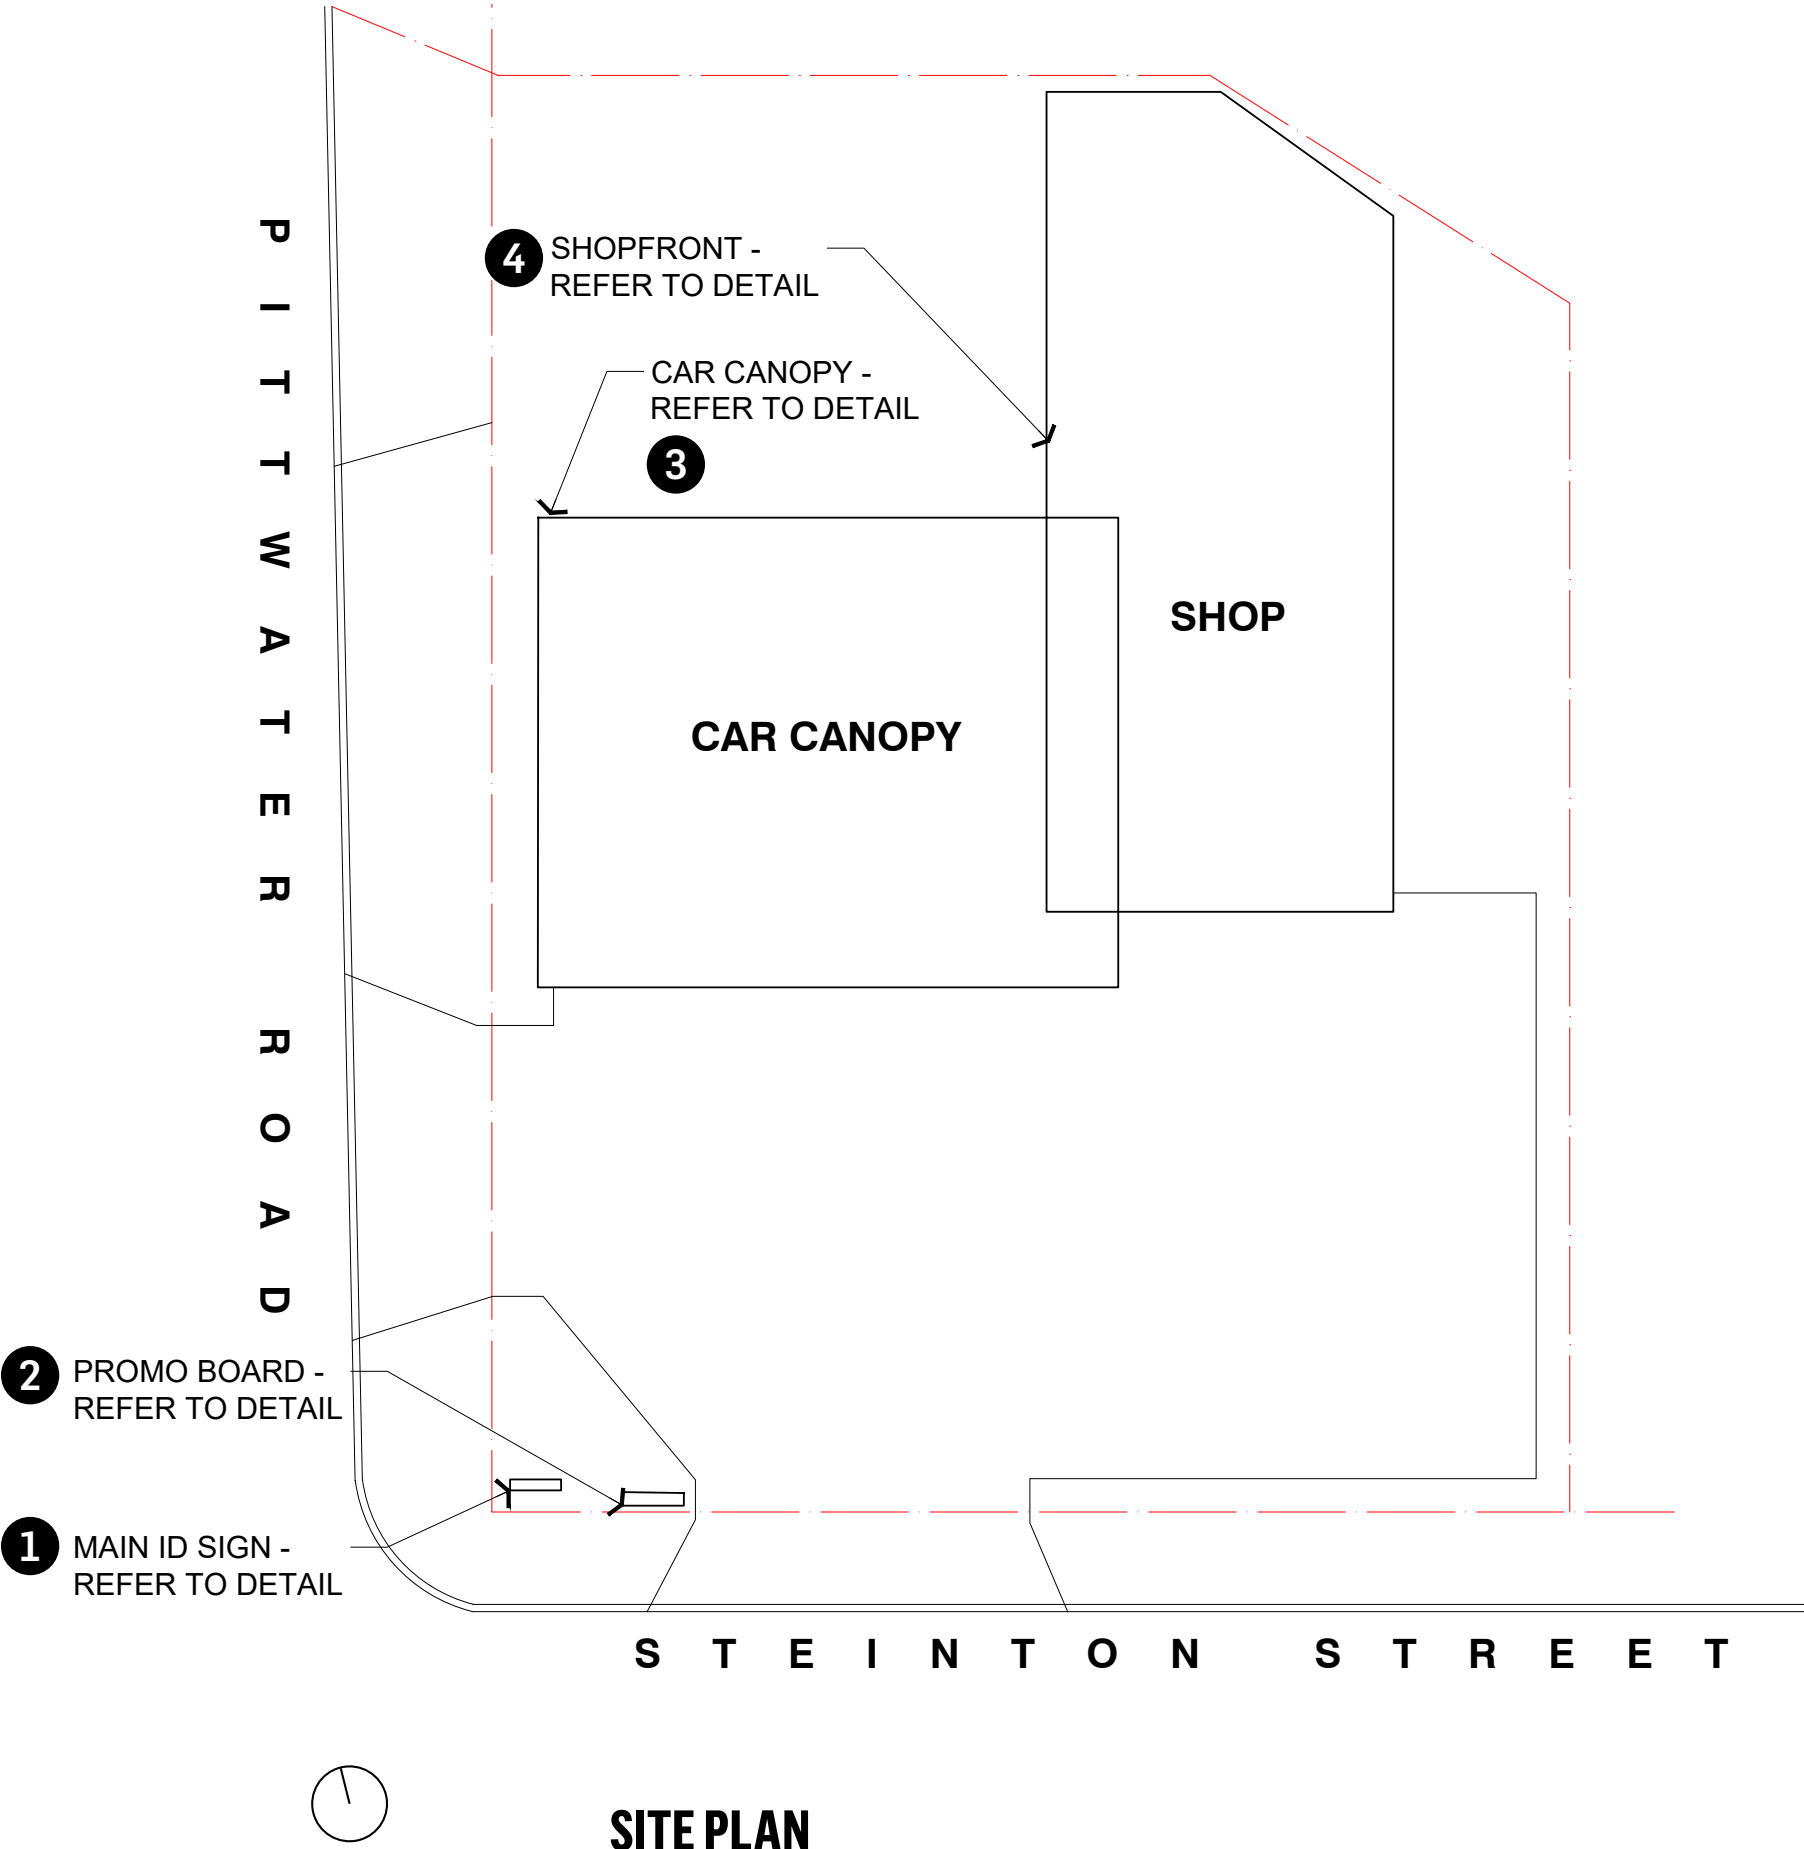 4 SHOPFRONT -
REFER TO DETAIL
CAR CANOPY -
REFER TO DETAIL
3
SHOP
CAR CANOPY
PITTWATER ROAD
2 PROMO BOARD -
REFER TO DETAIL
1 MAIN ID SIGN -
REFER TO DETAIL
STEINTON STREET
SITE PLAN